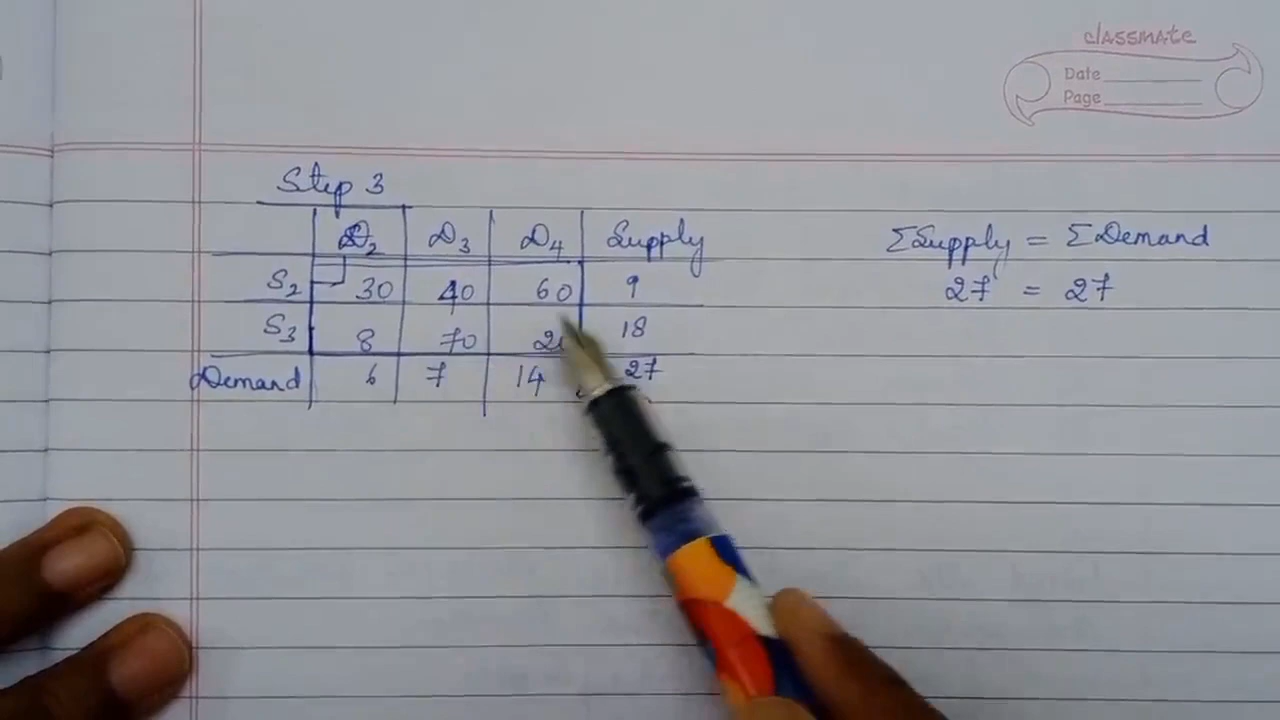 classmate
Date
Page
Step 3
D2 D3 D4 Supply
S2 30 40 60 9
S3 8 70 18
Demand 6 7 14 27
ΣSupply = ΣDemand
27 = 27